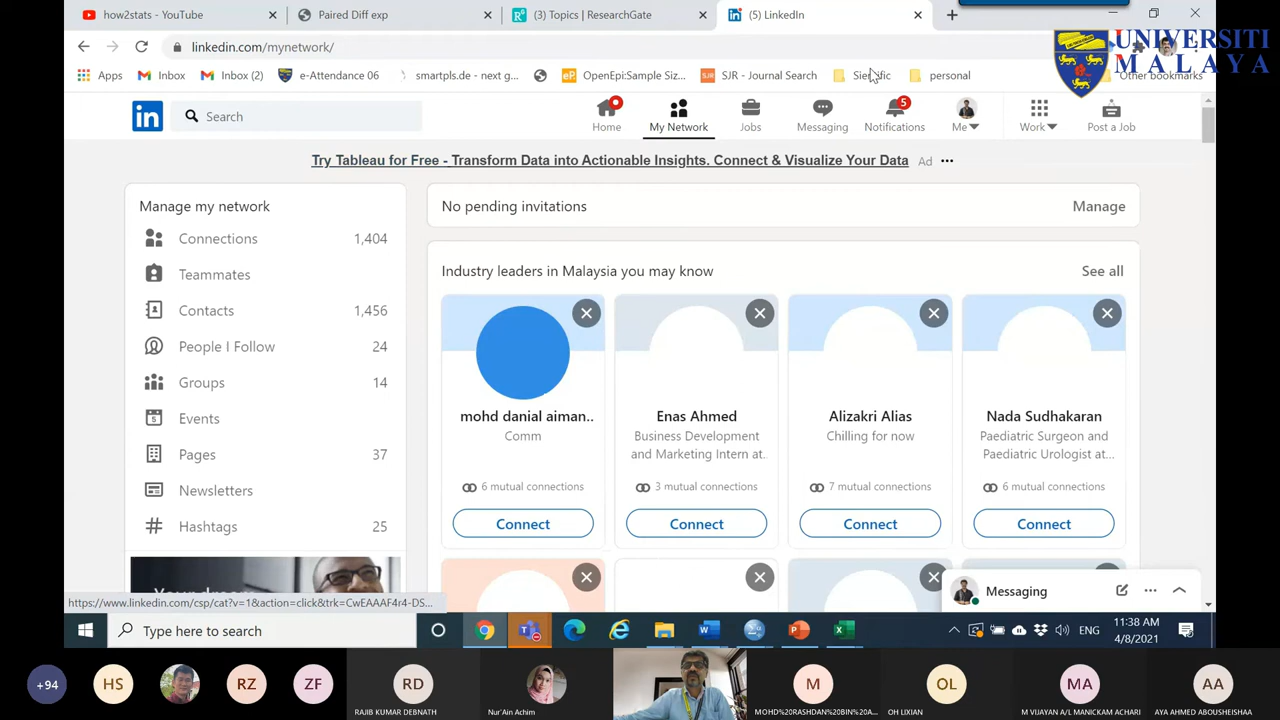 how2stats - YouTube
Paired Diff exp
(3) Topics | ResearchGate
(5) LinkedIn
linkedin.com/mynetwork/
UNIVERSITI
MALAYA
Apps
Inbox
Inbox (2)
e-Attendance 06
smartpls.de - next g...
OpenEpi:Sample Siz...
SJR - Journal Search
personal
Other bookmarks
in
Search
Home
My Network
Jobs
Messaging
5
Notifications
Me
Work
Post a Job
Try Tableau for Free - Transform Data into Actionable Insights. Connect & Visualize Your Data
Ad
Manage my network
Connections 1,404
Teammates
Contacts 1,456
People I Follow 24
Groups 14
Events
Pages 37
Newsletters
Hashtags 25
No pending invitations
Manage
Industry leaders in Malaysia you may know
See all
mohd danial aiman..
Comm
6 mutual connections
Connect
Enas Ahmed
Business Development
and Marketing Intern at.
3 mutual connections
Connect
Alizakri Alias
Chilling for now
7 mutual connections
Connect
Nada Sudhakaran
Paediatric Surgeon and
Paediatric Urologist at...
6 mutual connections
Connect
Messaging
https://www.linkedin.com/csp/cat?v=1&action=click&trk=CwEAAAF4r4-DS...
Type here to search
ENG
11:38 AM
4/8/2021
+94
HS
RZ
ZF
RD
RAJIB KUMAR DEBNATH
Nur'Ain Achim
M
MOHD%20RASHDAN%20BIN%20A...
OL
OH LIXIAN
MA
M VIJAYAN A/L MANICKAM ACHARI
AA
AYA AHMED ABOUSHEISHAA